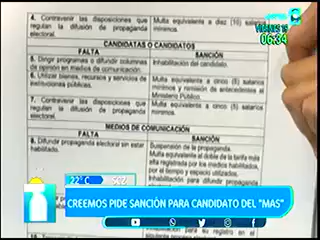 VIERNES 15
06:34
4. Contravenir las disposiciones que regulan la difusión de propaganda electoral.
Multa equivalente a diez (10) salarios mínimos.
CANDIDATAS O CANDIDATOS
FALTA
SANCIÓN
5. Dirigir programas o difundir columnas de opinión en medios de comunicación.
Inhabilitación del candidato.
6. Utilizar bienes, recursos y servicios de instituciones públicas.
Multa equivalente a cinco (5) salarios mínimos y remisión de antecedentes al Ministerio Público.
7. Contravenir las disposiciones que regulan la difusión de propaganda electoral.
Multa equivalente a cinco (5) salarios mínimos.
MEDIOS DE COMUNICACIÓN
FALTA
SANCIÓN
8. Difundir propaganda electoral sin estar habilitado.
Suspensión de la propaganda.
Multa equivalente al doble de la tarifa más alta registrada por los medios, por el tiempo y espacio utilizados.
Inhabilitación para difundir propaganda
22°C
SCZ
CREEMOS PIDE SANCIÓN PARA CANDIDATO DEL "MAS"